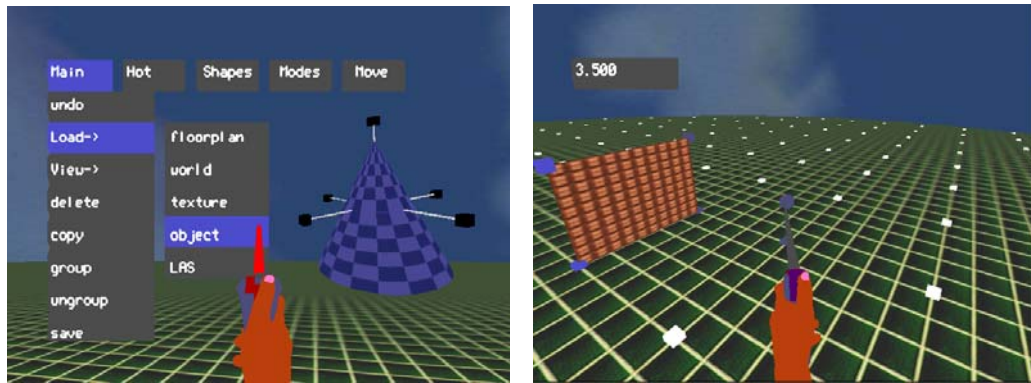 Main Hot Shapes Modes Move
undo
Load-> floorplan
View-> world
delete texture
copy object
group LAS
ungroup
save
3.500